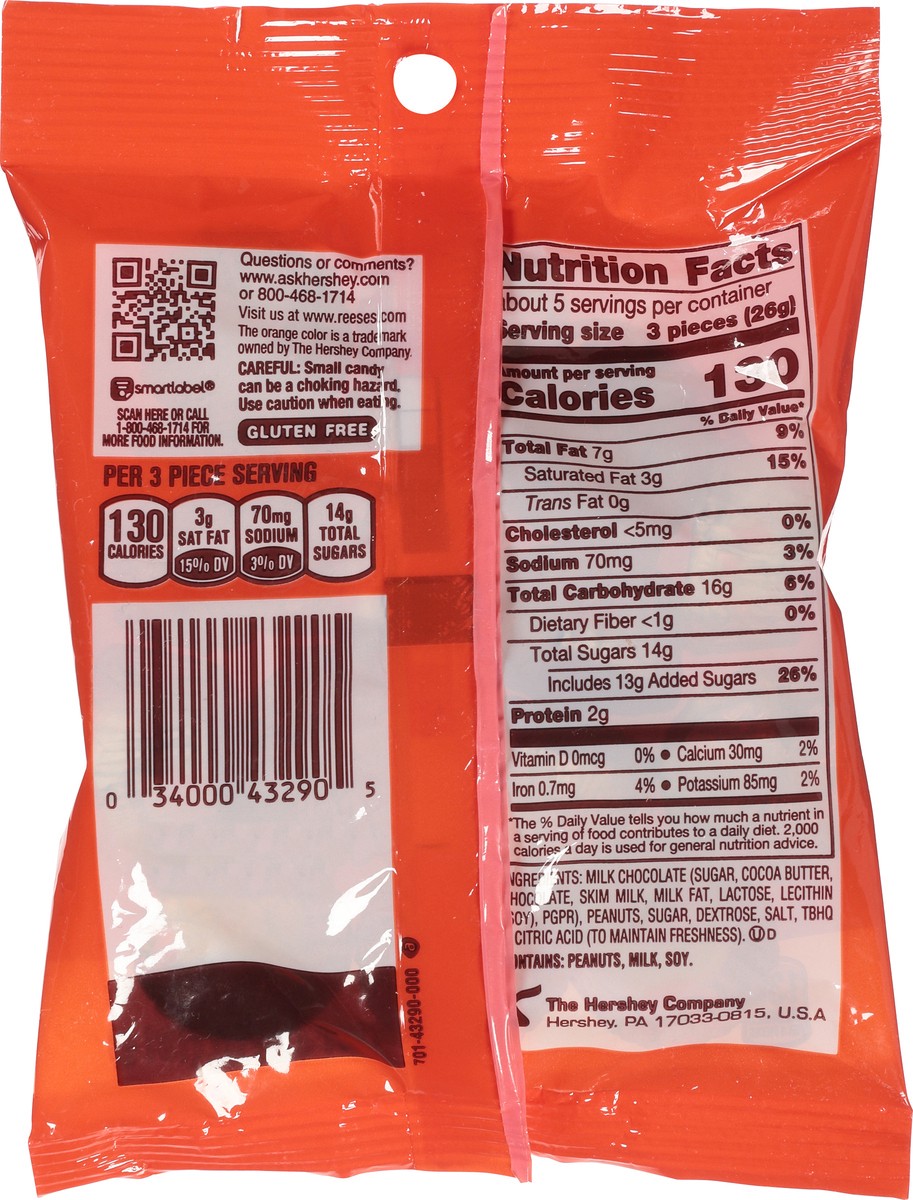 Questions or comments?
www.askhershey.com
or 800-468-1714
Visit us at www.reeses.com
The orange color is a trademark
owned by The Hershey Company.
CAREFUL: Small candy
can be a choking hazard.
Use caution when eating.
GLUTEN FREE
smartlabel®
SCAN HERE OR CALL
1-800-468-1714 FOR
MORE FOOD INFORMATION.
PER 3 PIECE SERVING
130
CALORIES
3g
SAT FAT
15% DV
70mg
SODIUM
3% DV
14g
TOTAL
SUGARS
0 34000 43290 5
701-43290-000 a
Nutrition Facts
about 5 servings per container
Serving size 3 pieces (26g)
Amount per serving
Calories 130
% Daily Value*
Total Fat 7g 9%
Saturated Fat 3g 15%
Trans Fat 0g
Cholesterol <5mg 0%
Sodium 70mg 3%
Total Carbohydrate 16g 6%
Dietary Fiber <1g 0%
Total Sugars 14g
Includes 13g Added Sugars 26%
Protein 2g
Vitamin D 0mcg 0% • Calcium 30mg 2%
Iron 0.7mg 4% • Potassium 85mg 2%
*The % Daily Value tells you how much a nutrient in
a serving of food contributes to a daily diet. 2,000
calories a day is used for general nutrition advice.
INGREDIENTS: MILK CHOCOLATE (SUGAR, COCOA BUTTER,
CHOCOLATE, SKIM MILK, MILK FAT, LACTOSE, LECITHIN
(SOY), PGPR), PEANUTS, SUGAR, DEXTROSE, SALT, TBHQ
CITRIC ACID (TO MAINTAIN FRESHNESS). U D
CONTAINS: PEANUTS, MILK, SOY.
The Hershey Company
Hershey, PA 17033-0815, U.S.A